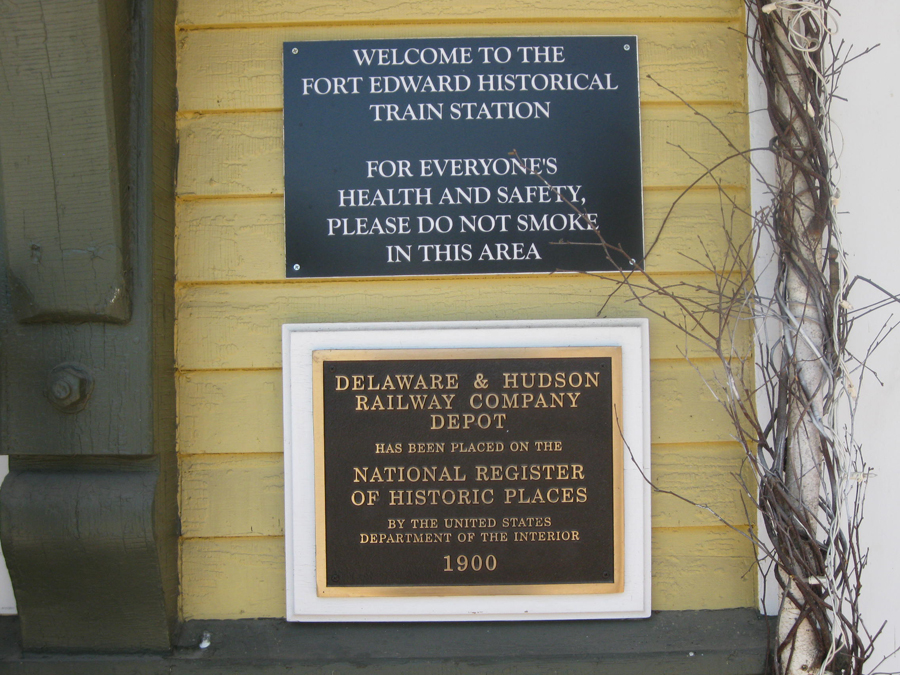 WELCOME TO THE
FORT EDWARD HISTORICAL
TRAIN STATION
FOR EVERYONE'S
HEALTH AND SAFETY,
PLEASE DO NOT SMOKE
IN THIS AREA
DELAWARE & HUDSON
RAILWAY COMPANY
DEPOT
HAS BEEN PLACED ON THE
NATIONAL REGISTER
OF HISTORIC PLACES
BY THE UNITED STATES
DEPARTMENT OF THE INTERIOR
1900